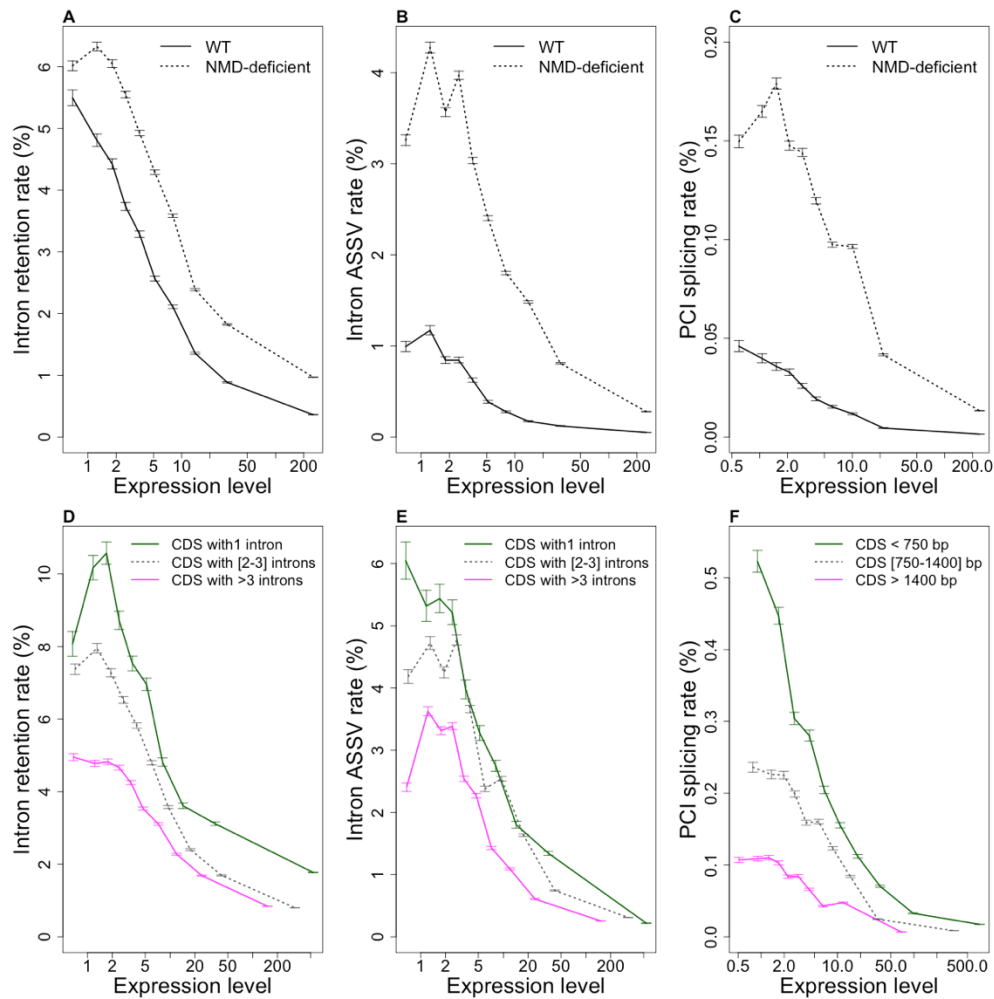 A
WT
NMD-deficient
Intron retention rate (%)
0 1 2 3 4 5 6
1 2 5 10 50 200
Expression level
B
WT
NMD-deficient
Intron ASSV rate (%)
0 1 2 3 4
1 2 5 10 50 200
Expression level
C
WT
NMD-deficient
PCI splicing rate (%)
0.00 0.05 0.10 0.15 0.20
0.5 2.0 10.0 50.0 200.0
Expression level
D
CDS with1 intron
CDS with [2-3] introns
CDS with >3 introns
Intron retention rate (%)
0 2 4 6 8 10
1 2 5 10 50 200
Expression level
E
CDS with1 intron
CDS with [2-3] introns
CDS with >3 introns
Intron ASSV rate (%)
0 1 2 3 4 5 6
1 2 5 10 50 200
Expression level
F
CDS < 750 bp
CDS [750-1400] bp
CDS > 1400 bp
PCI splicing rate (%)
0.0 0.1 0.2 0.3 0.5
0.5 2.0 10.0 50.0 500.0
Expression level